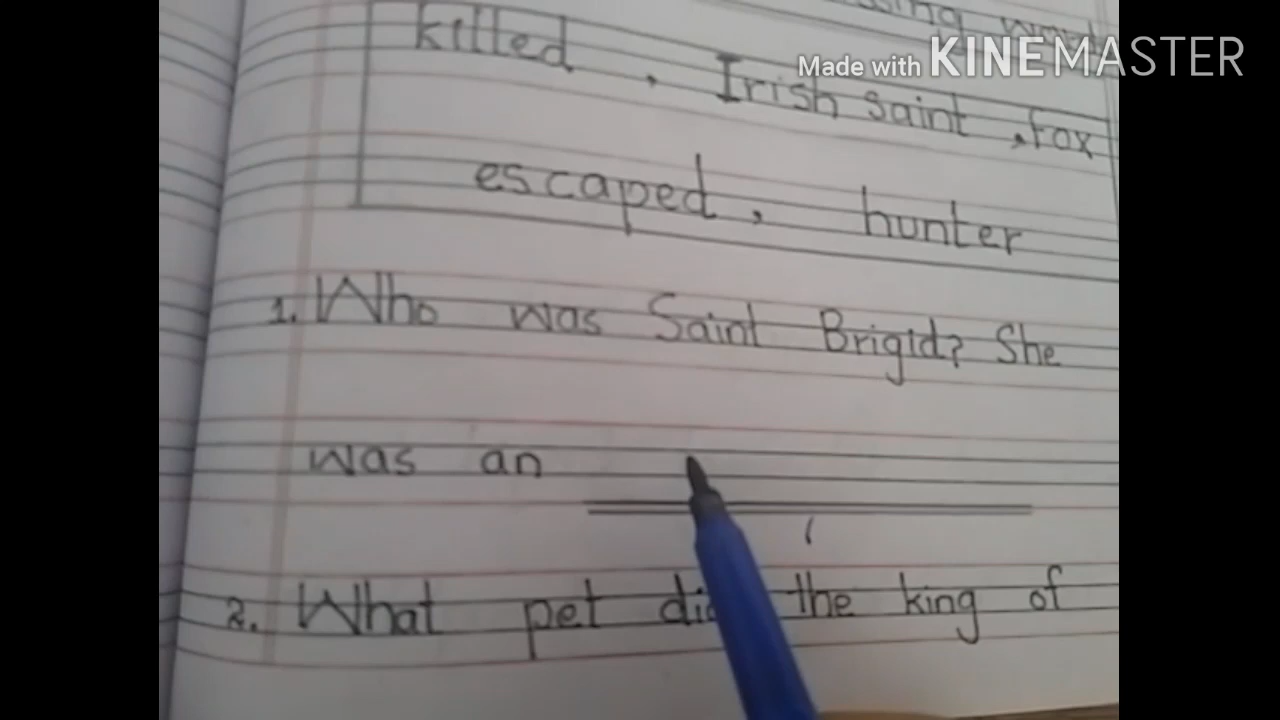 Made with KINEMASTER
killed , Irish saint , Fox
escaped , hunter
1. Who was Saint Brigid? She
was an
2. What pet did the king of